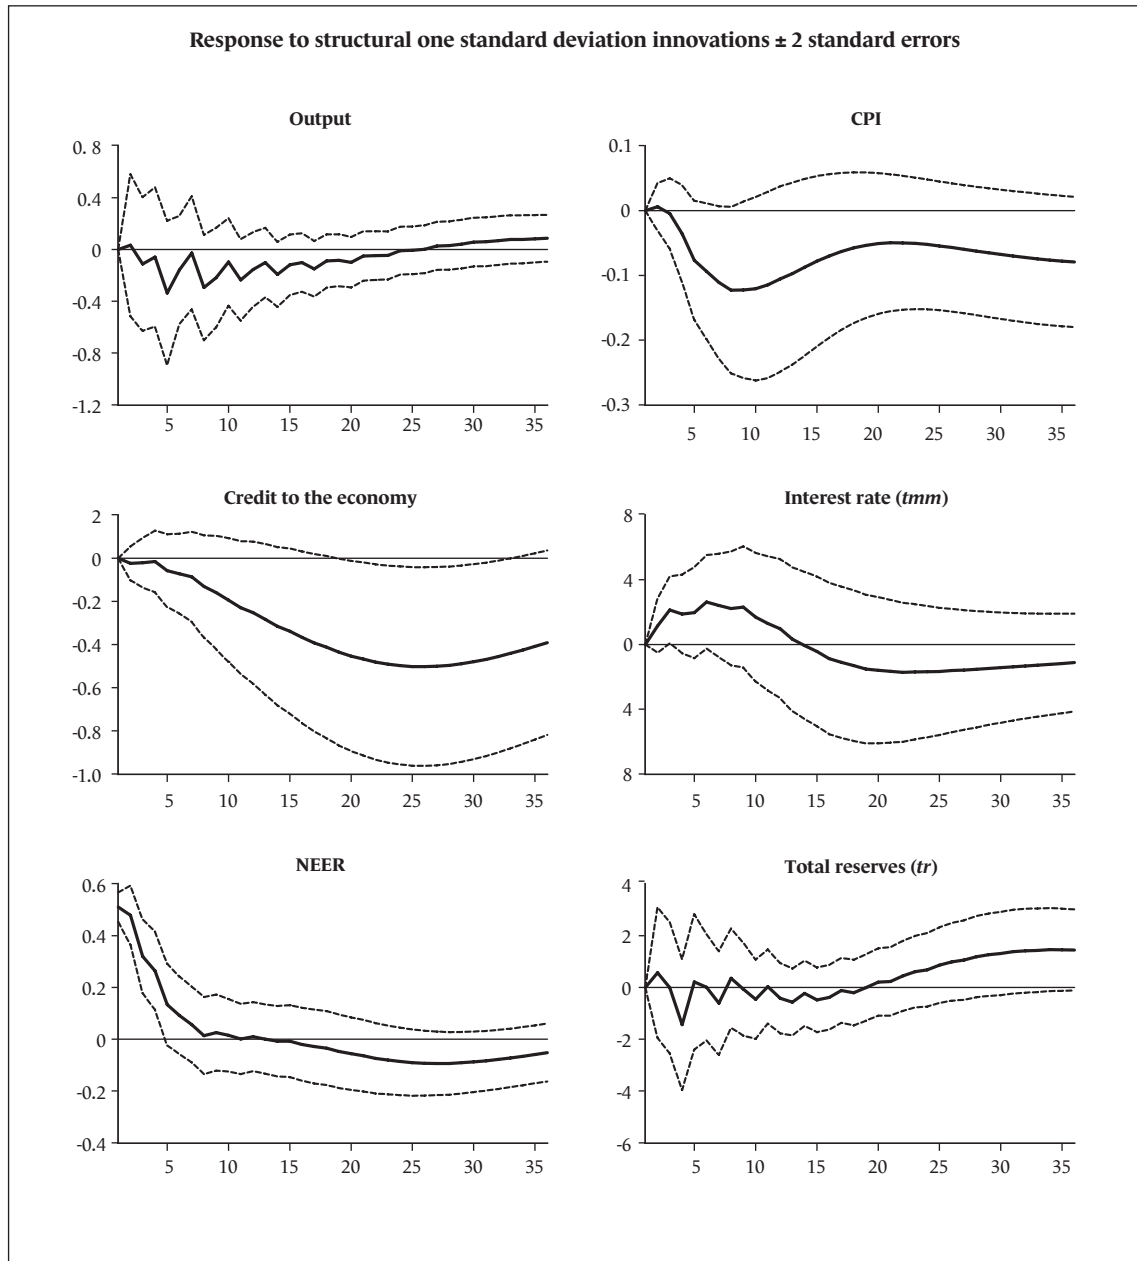 Response to structural one standard deviation innovations ± 2 standard errors
Output
0. 8
0.4
0
-0.4
-0.8
-1.2
5 10 15 20 25 30 35
CPI
0.1
0
-0.1
-0.2
-0.3
5 10 15 20 25 30 35
Credit to the economy
2
0
-0.2
-0.4
-0.6
-0.8
-1.0
5 10 15 20 25 30 35
Interest rate (tmm)
8
4
0
4
8
5 10 15 20 25 30 35
NEER
0.6
0.4
0.2
0
-0.2
-0.4
5 10 15 20 25 30 35
Total reserves (tr)
4
2
0
-2
-4
-6
5 10 15 20 25 30 35